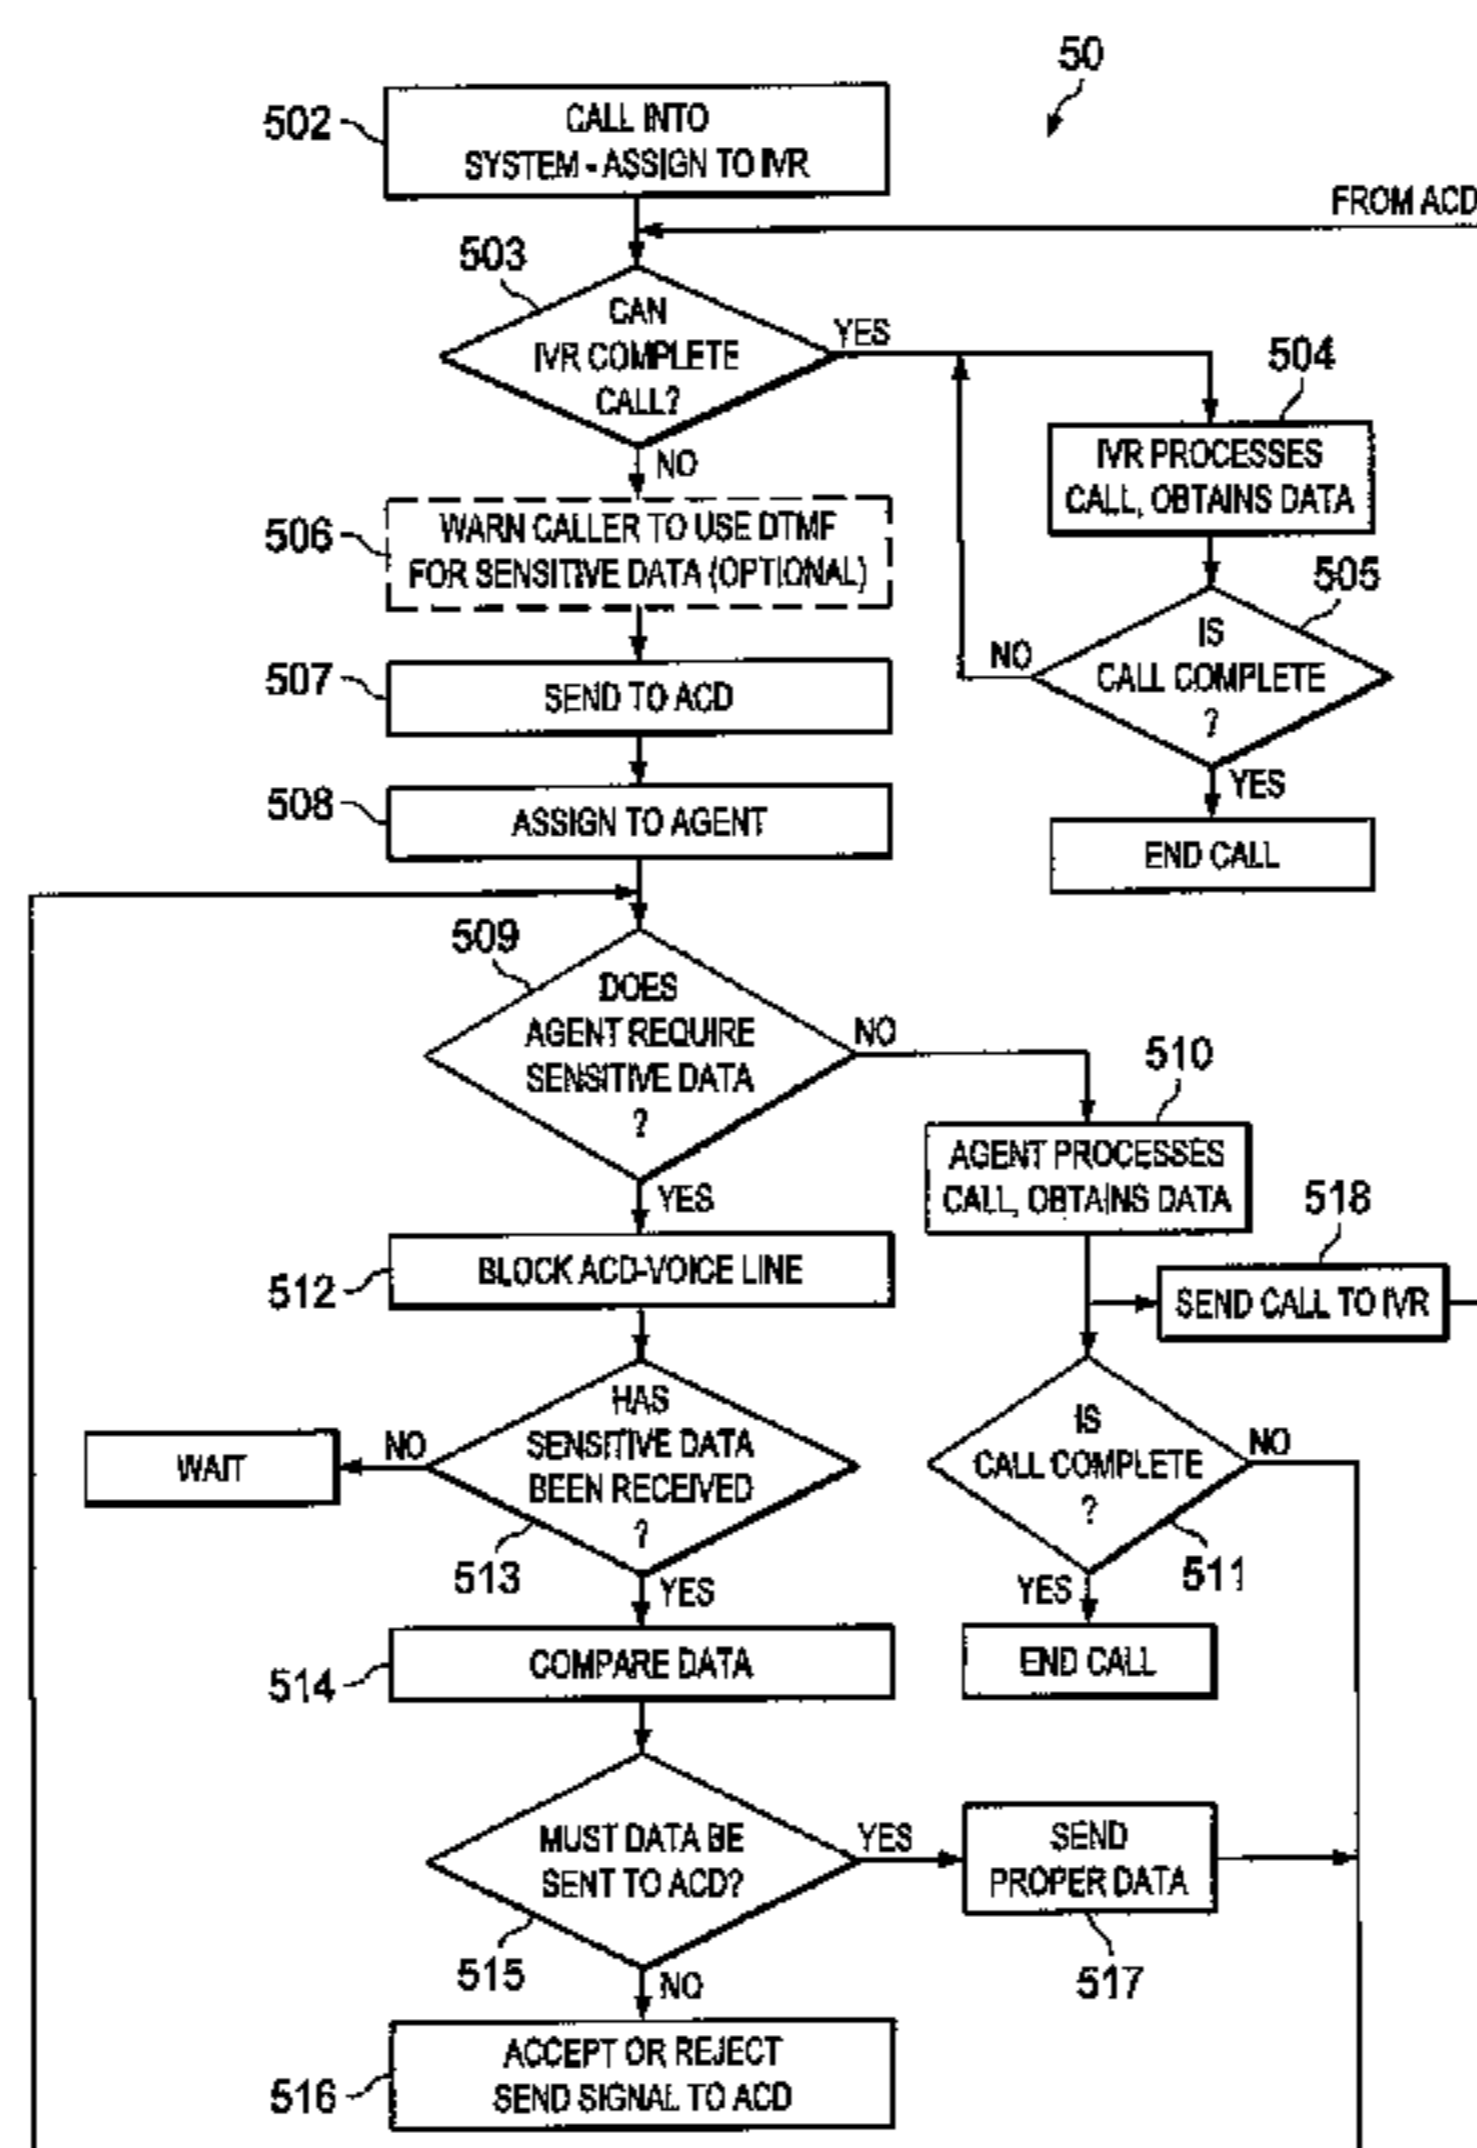 50
502
CALL INTO
SYSTEM - ASSIGN TO IVR
FROM ACD
503
CAN
IVR COMPLETE
CALL?
YES
NO
504
IVR PROCESSES
CALL, OBTAINS DATA
505
IS
CALL COMPLETE
?
NO
YES
END CALL
506
WARN CALLER TO USE DTMF
FOR SENSITIVE DATA (OPTIONAL)
507
SEND TO ACD
508
ASSIGN TO AGENT
509
DOES
AGENT REQUIRE
SENSITIVE DATA
?
NO
YES
510
AGENT PROCESSES
CALL, OBTAINS DATA
518
SEND CALL TO IVR
512
BLOCK ACD-VOICE LINE
HAS
SENSITIVE DATA
BEEN RECEIVED
?
513
NO
WAIT
YES
IS
CALL COMPLETE
?
NO
511
YES
END CALL
514
COMPARE DATA
MUST DATA BE
SENT TO ACD?
515
YES
SEND
PROPER DATA
517
NO
516
ACCEPT OR REJECT
SEND SIGNAL TO ACD